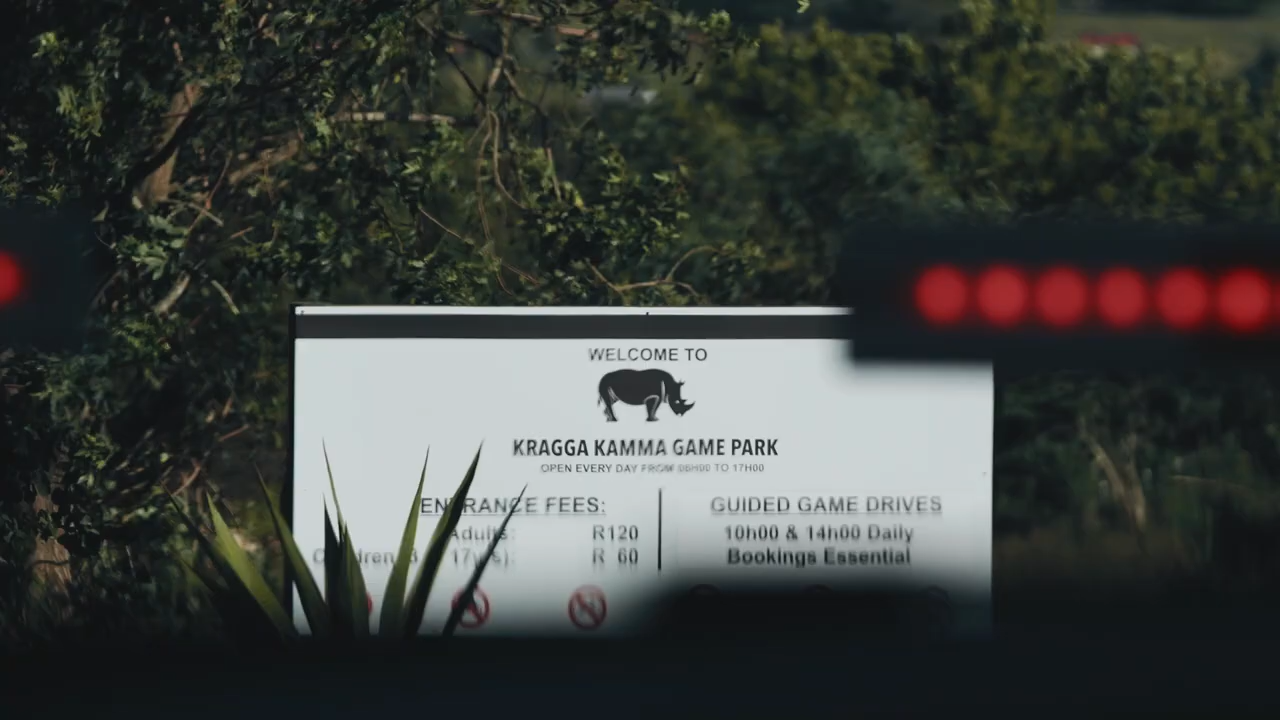 WELCOME TO
KRAGGA KAMMA GAME PARK
OPEN EVERY DAY FROM 08H00 TO 17H00
ENTRANCE FEES:
Adults: R120
R 60
GUIDED GAME DRIVES
10h00 & 14h00 Daily
Bookings Essential